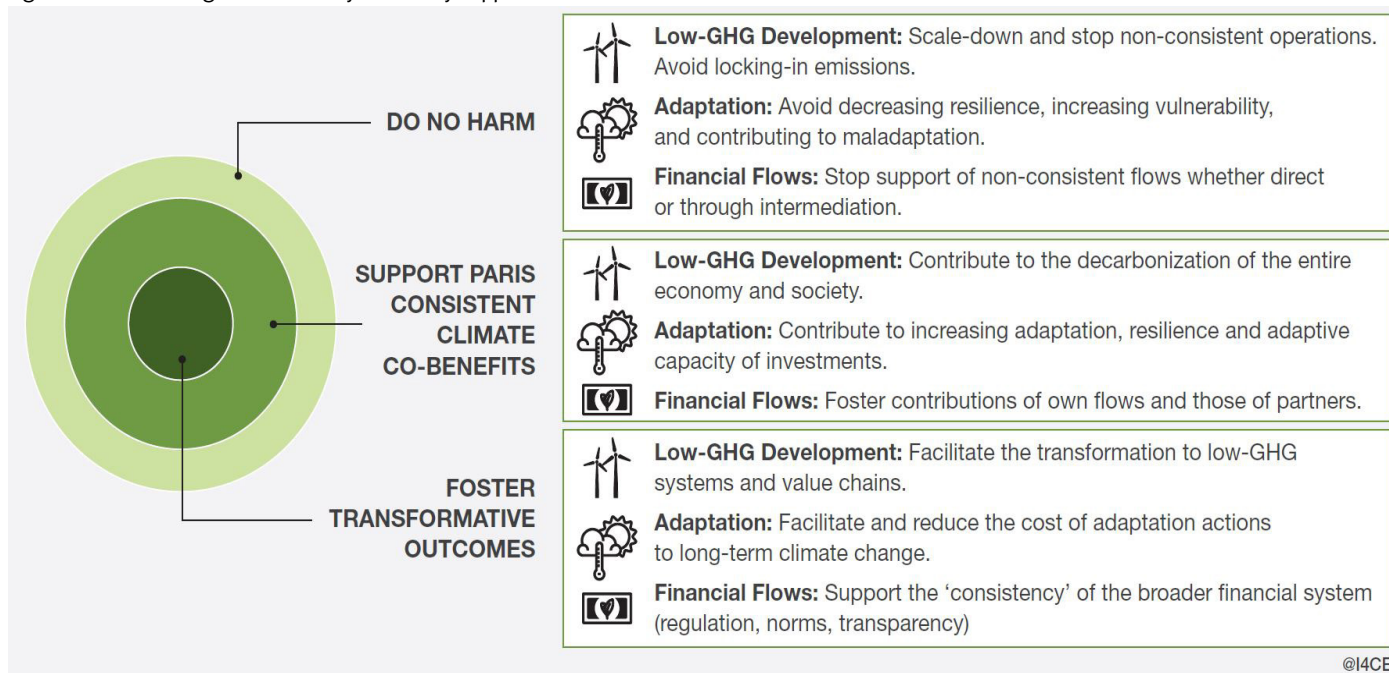 DO NO HARM
Low-GHG Development: Scale-down and stop non-consistent operations.
Avoid locking-in emissions.
Adaptation: Avoid decreasing resilience, increasing vulnerability,
and contributing to maladaptation.
Financial Flows: Stop support of non-consistent flows whether direct
or through intermediation.
SUPPORT PARIS
CONSISTENT
CLIMATE
CO-BENEFITS
Low-GHG Development: Contribute to the decarbonization of the entire
economy and society.
Adaptation: Contribute to increasing adaptation, resilience and adaptive
capacity of investments.
Financial Flows: Foster contributions of own flows and those of partners.
FOSTER
TRANSFORMATIVE
OUTCOMES
Low-GHG Development: Facilitate the transformation to low-GHG
systems and value chains.
Adaptation: Facilitate and reduce the cost of adaptation actions
to long-term climate change.
Financial Flows: Support the ‘consistency’ of the broader financial system
(regulation, norms, transparency)
@I4CE